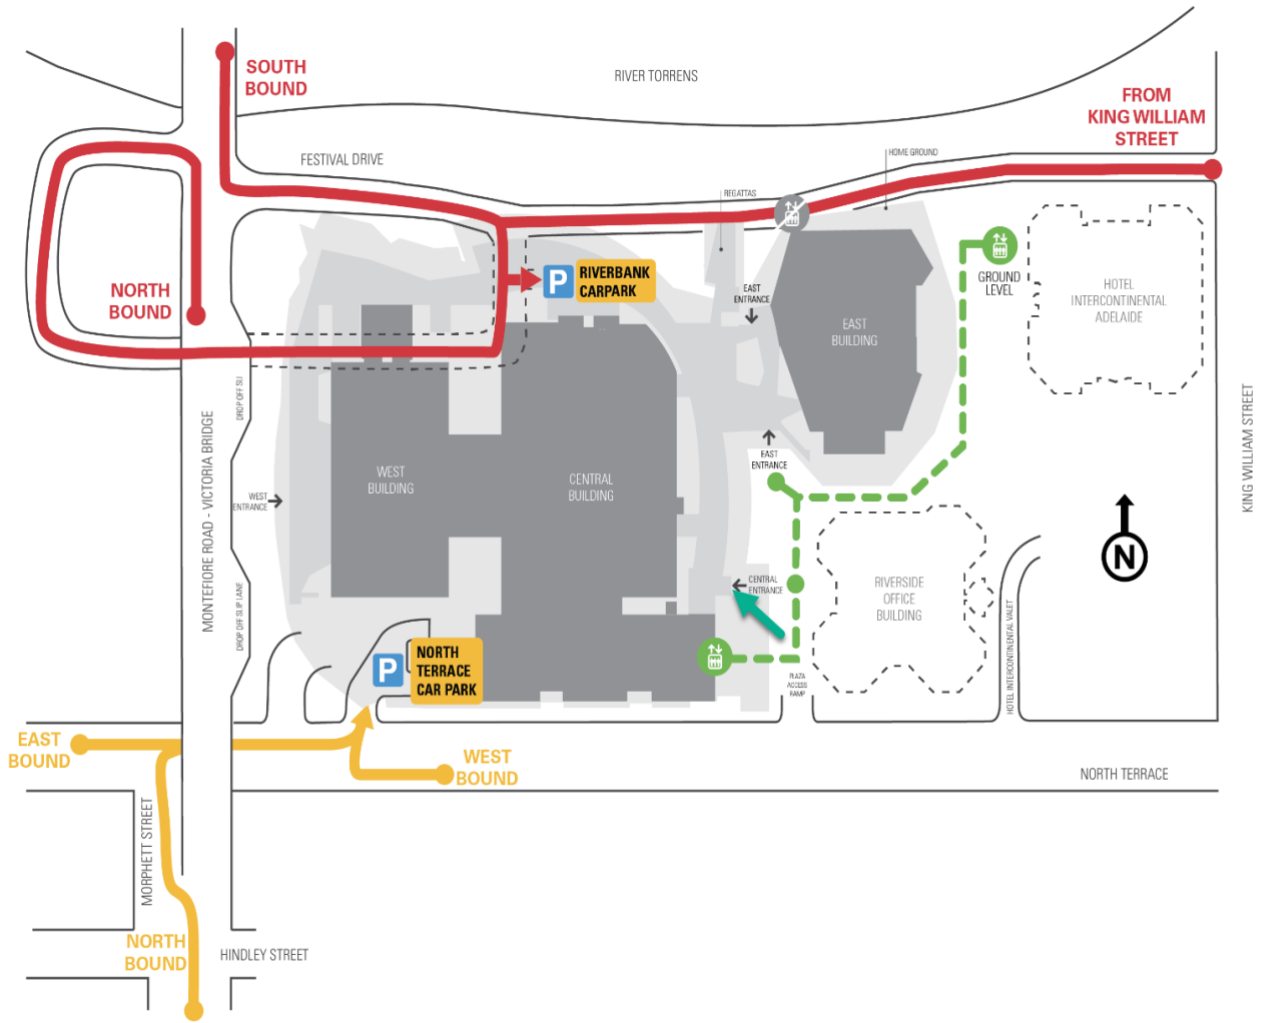 SOUTH
BOUND
RIVER TORRENS
FROM
KING WILLIAM
STREET
FESTIVAL DRIVE
HOME GROUND
REGATTAS
NORTH
BOUND
P
RIVERBANK
CARPARK
EAST
ENTRANCE
GROUND
LEVEL
HOTEL
INTERCONTINENTAL
ADELAIDE
EAST
BUILDING
DROP OFF SLI
MONTEFIORE ROAD - VICTORIA BRIDGE
KING WILLIAM STREET
WEST
BUILDING
CENTRAL
BUILDING
EAST
ENTRANCE
WEST
ENTRANCE
N
CENTRAL
ENTRANCE
RIVERSIDE
OFFICE
BUILDING
DROP OFF SLIP LANE
HOTEL INTERCONTINENTAL VALET
P
NORTH
TERRACE
CAR PARK
PLAZA
ACCESS
RAMP
EAST
BOUND
WEST
BOUND
NORTH TERRACE
MORPHETT STREET
NORTH
BOUND
HINDLEY STREET